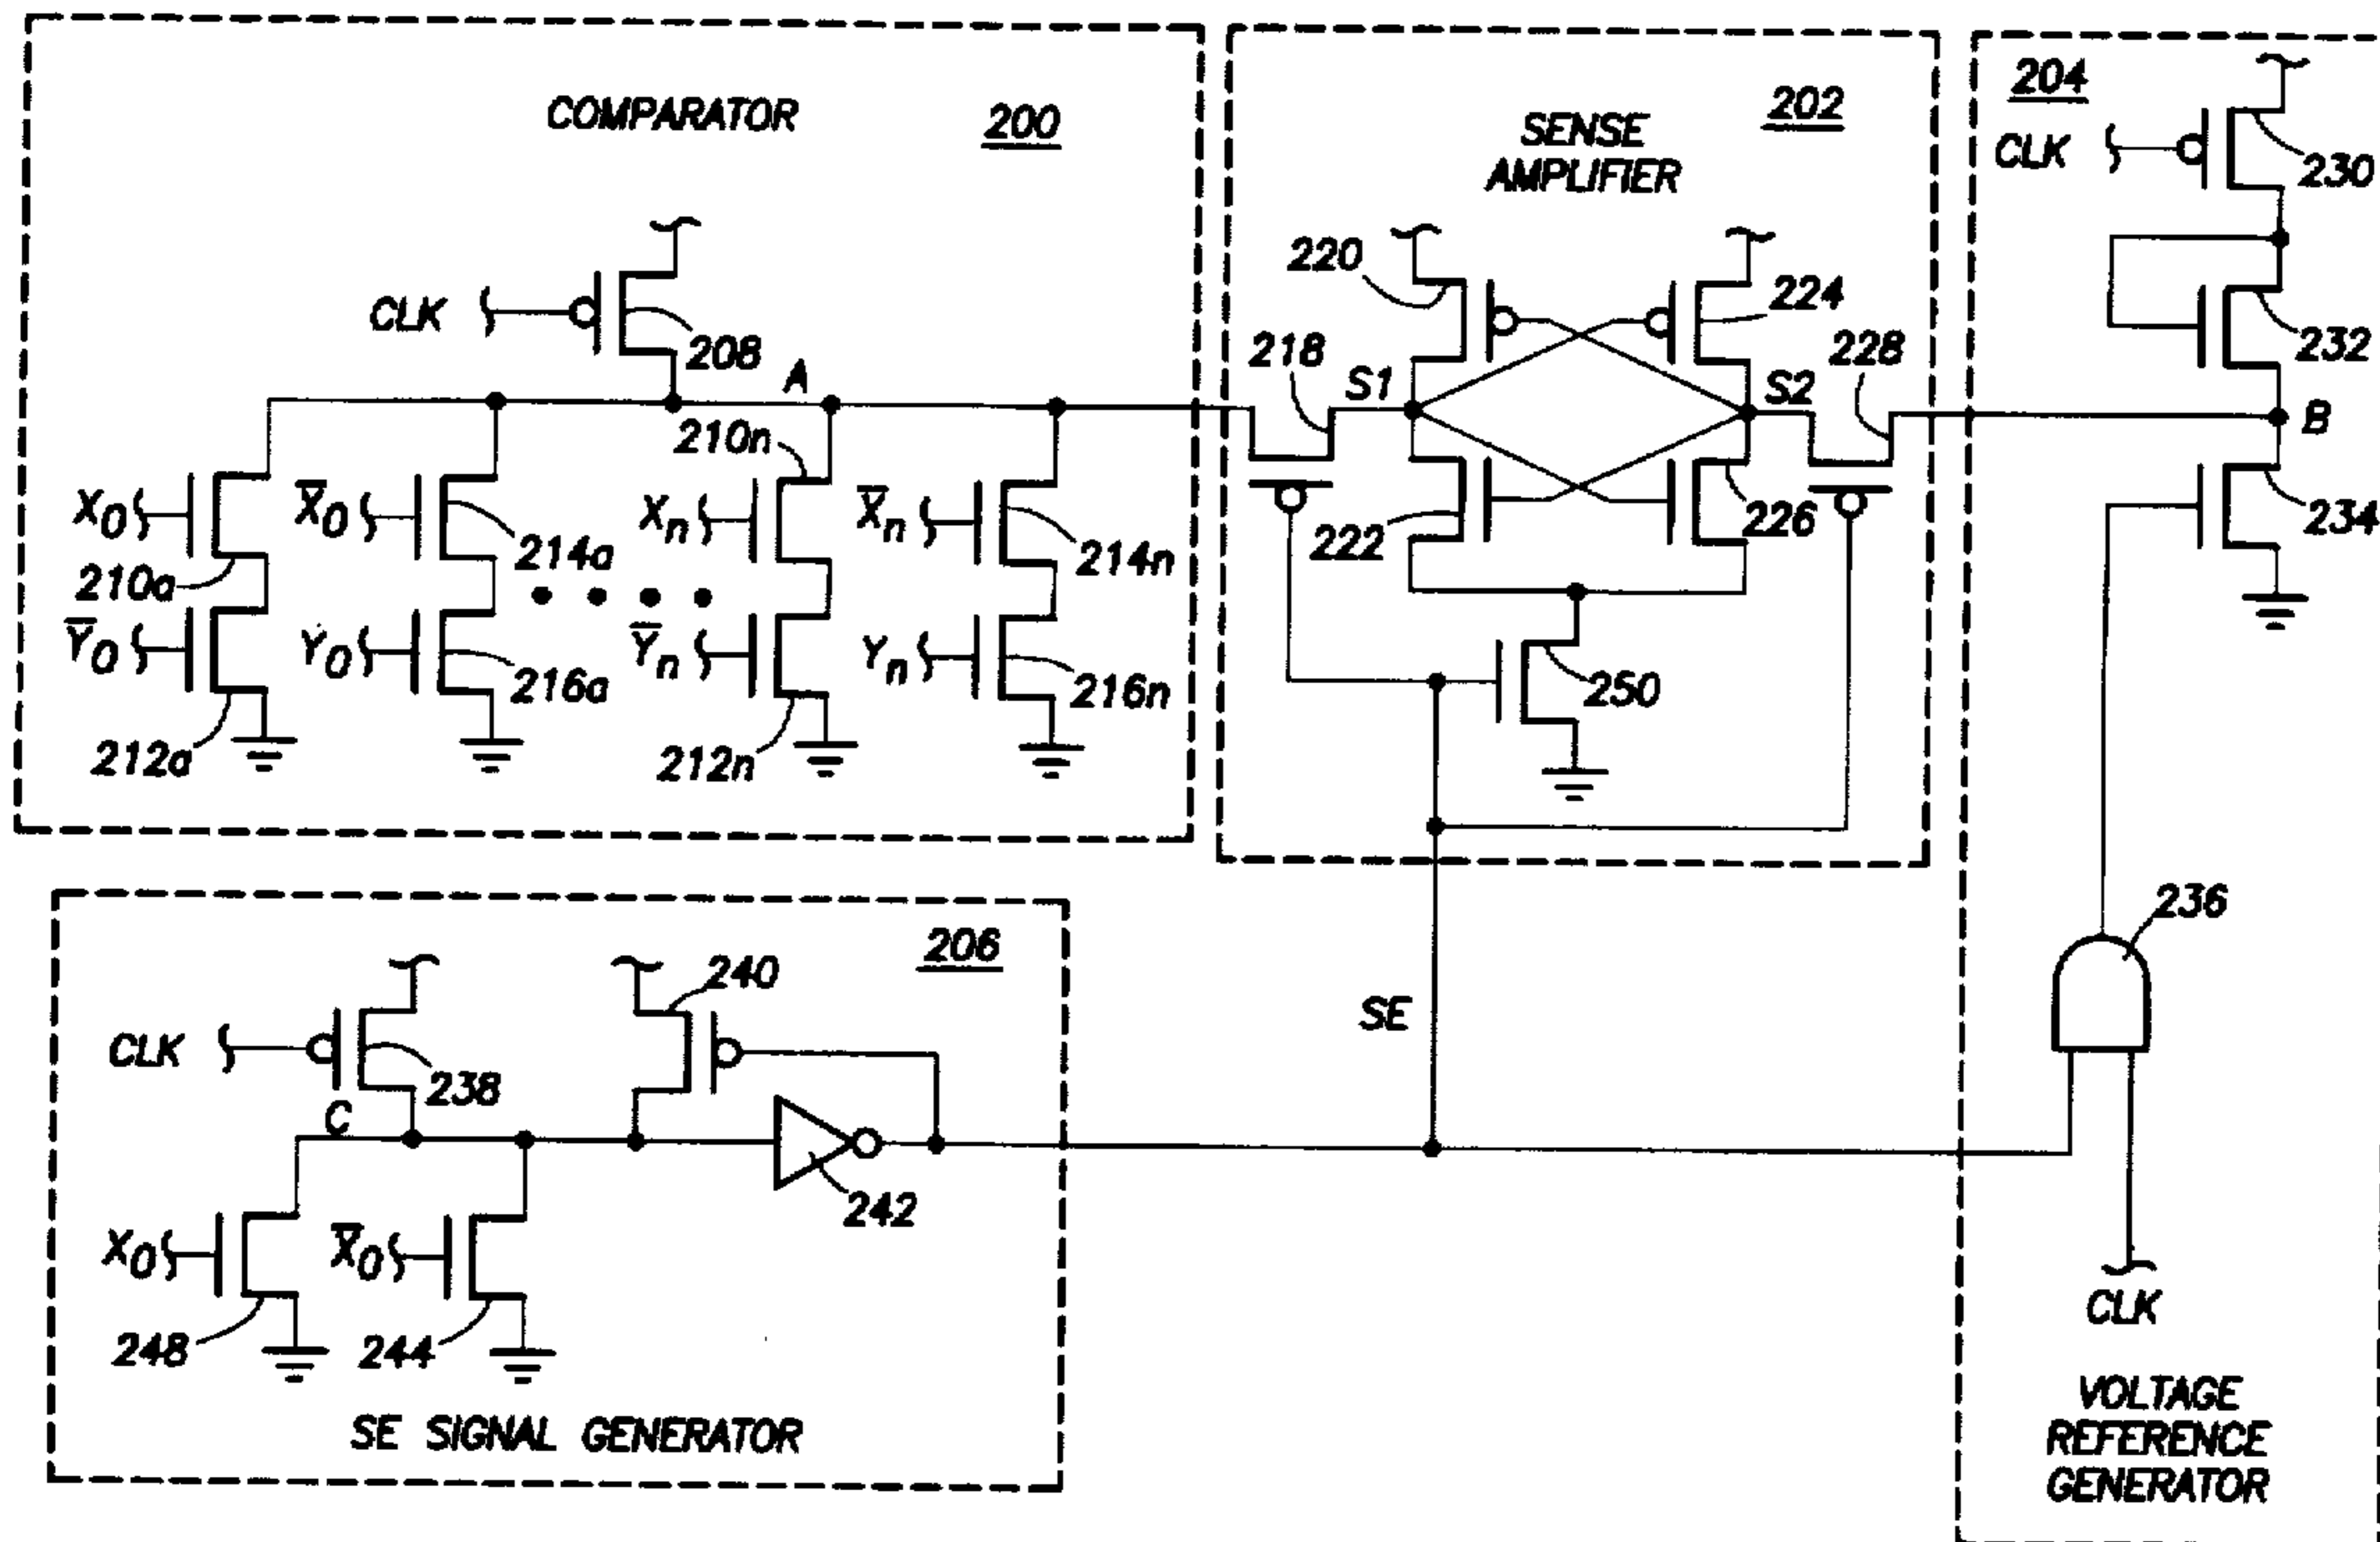 COMPARATOR
200
CLK
208
A
X0
210a
X̅0
214a
210n
Xn
X̅n
214n
Y̅0
212a
Y0
216a
Y̅n
212n
Yn
216n
SENSE
AMPLIFIER
202
220
224
218
S1
S2
228
222
226
250
204
CLK
230
232
B
234
236
CLK
VOLTAGE
REFERENCE
GENERATOR
206
240
CLK
238
C
242
X0
248
X̅0
244
SE SIGNAL GENERATOR
SE